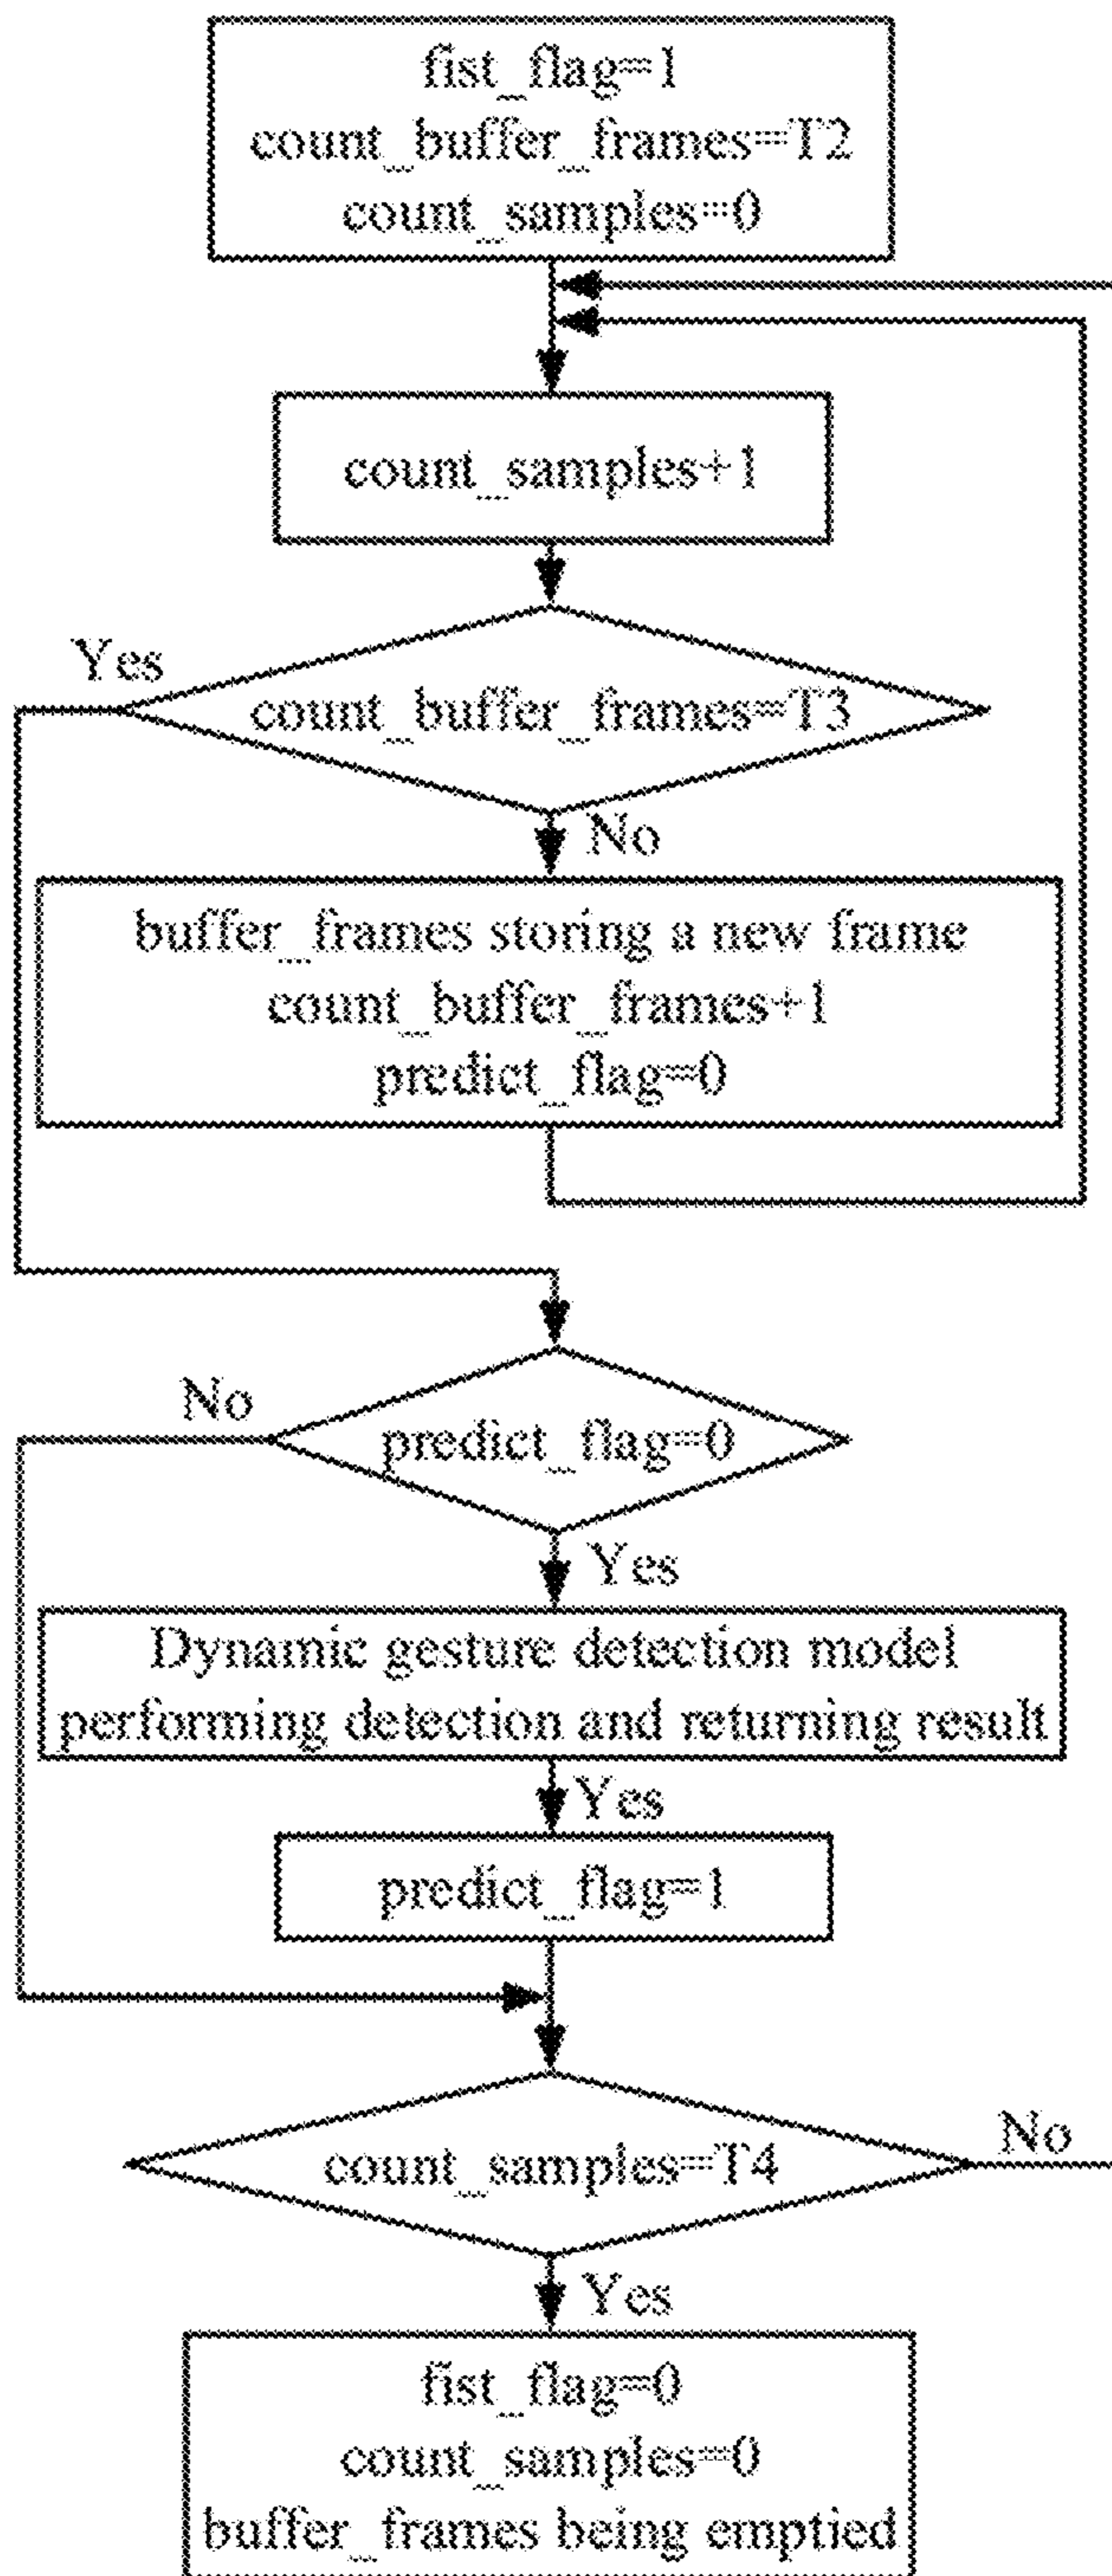 fist_flag=1
count_buffer_frames=T2
count_samples=0
count_samples+1
Yes
count_buffer_frames=T3
No
buffer_frames storing a new frame
count_buffer_frames+1
predict_flag=0
No
predict_flag=0
Yes
Dynamic gesture detection model
performing detection and returning result
Yes
predict_flag=1
No
count_samples=T4
Yes
fist_flag=0
count_samples=0
buffer_frames being emptied